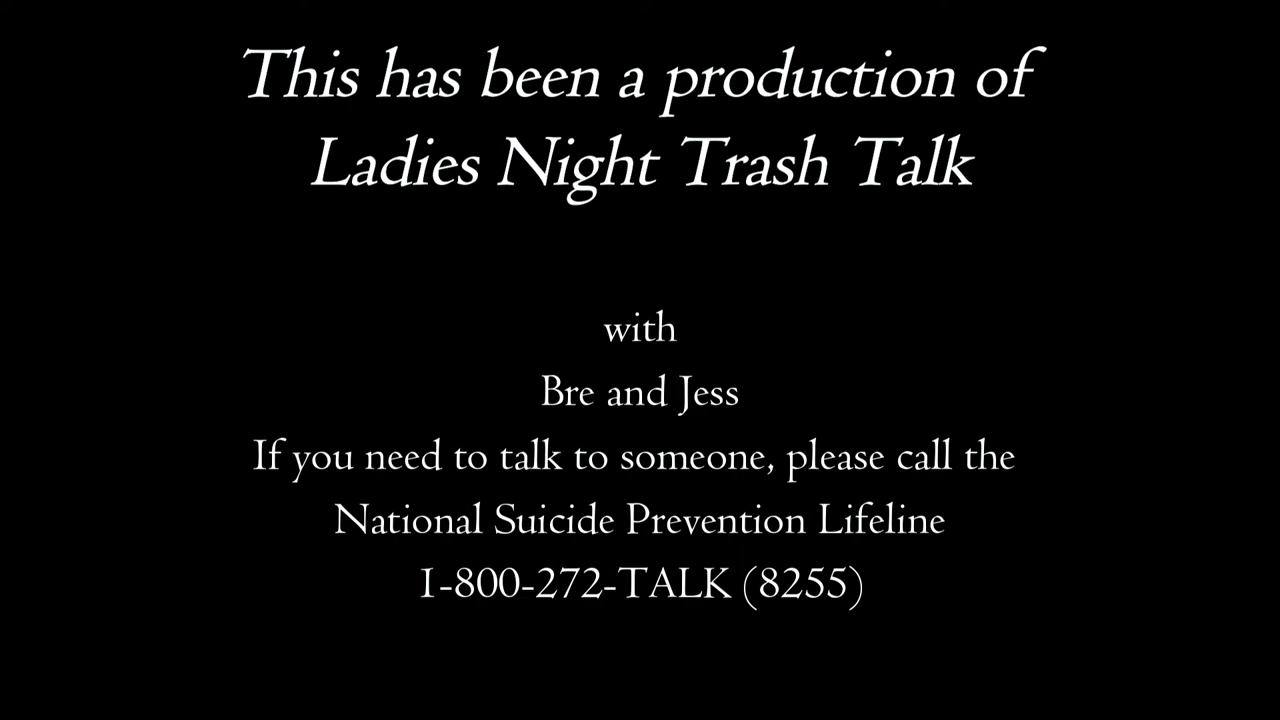 This has been a production of
Ladies Night Trash Talk
with
Bre and Jess
If you need to talk to someone, please call the
National Suicide Prevention Lifeline
1-800-272-TALK (8255)